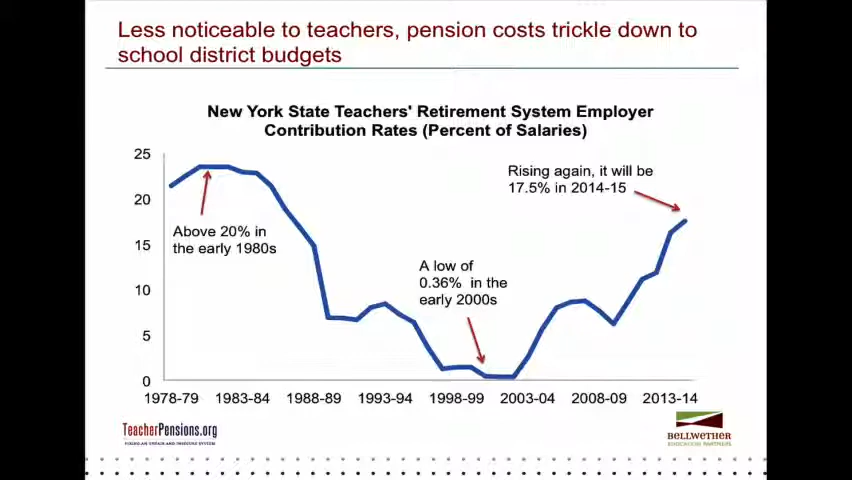 Less noticeable to teachers, pension costs trickle down to
school district budgets
New York State Teachers' Retirement System Employer
Contribution Rates (Percent of Salaries)
25
20
15
10
5
0
Above 20% in
the early 1980s
A low of
0.36% in the
early 2000s
Rising again, it will be
17.5% in 2014-15
1978-79 1983-84 1988-89 1993-94 1998-99 2003-04 2008-09 2013-14
TeacherPensions.org
BELLWETHER
EDUCATION PARTNERS